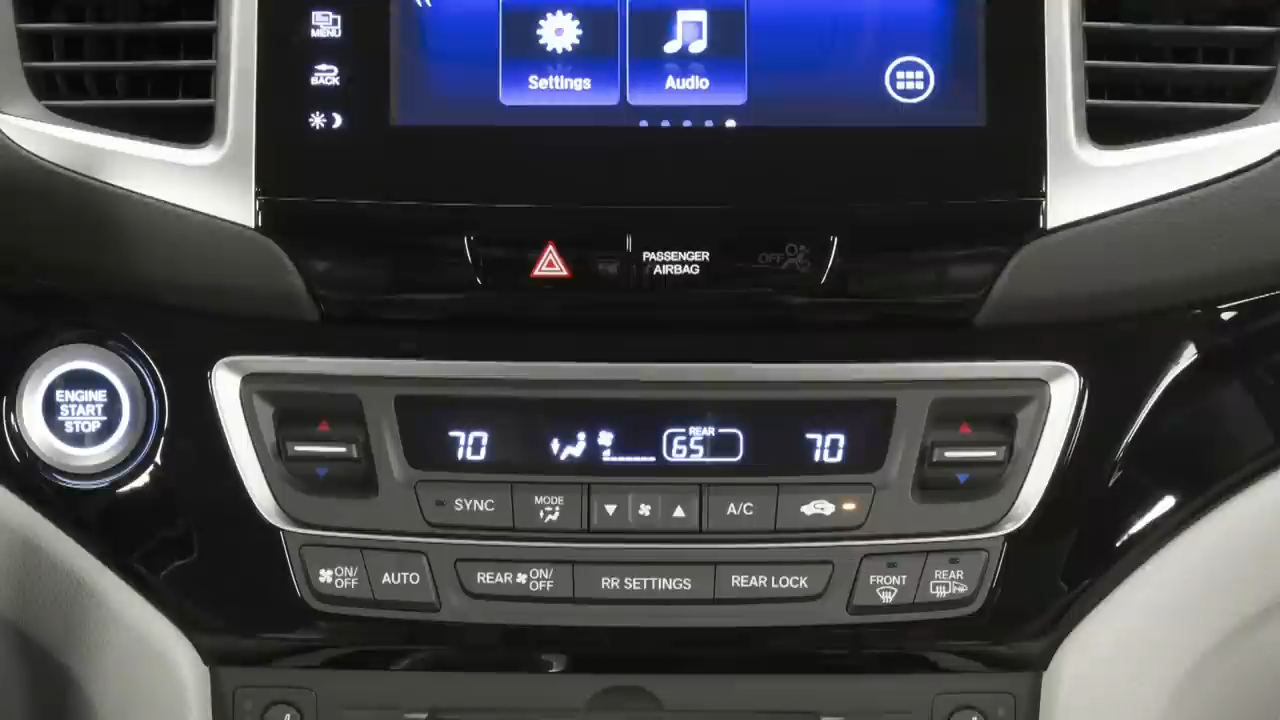 MENU
BACK
Settings
Audio
PASSENGER
AIRBAG
OFF
ENGINE
START
STOP
70
REAR
65
70
SYNC
MODE
A/C
ON/
OFF
AUTO
REAR ON/
OFF
RR SETTINGS
REAR LOCK
FRONT
REAR